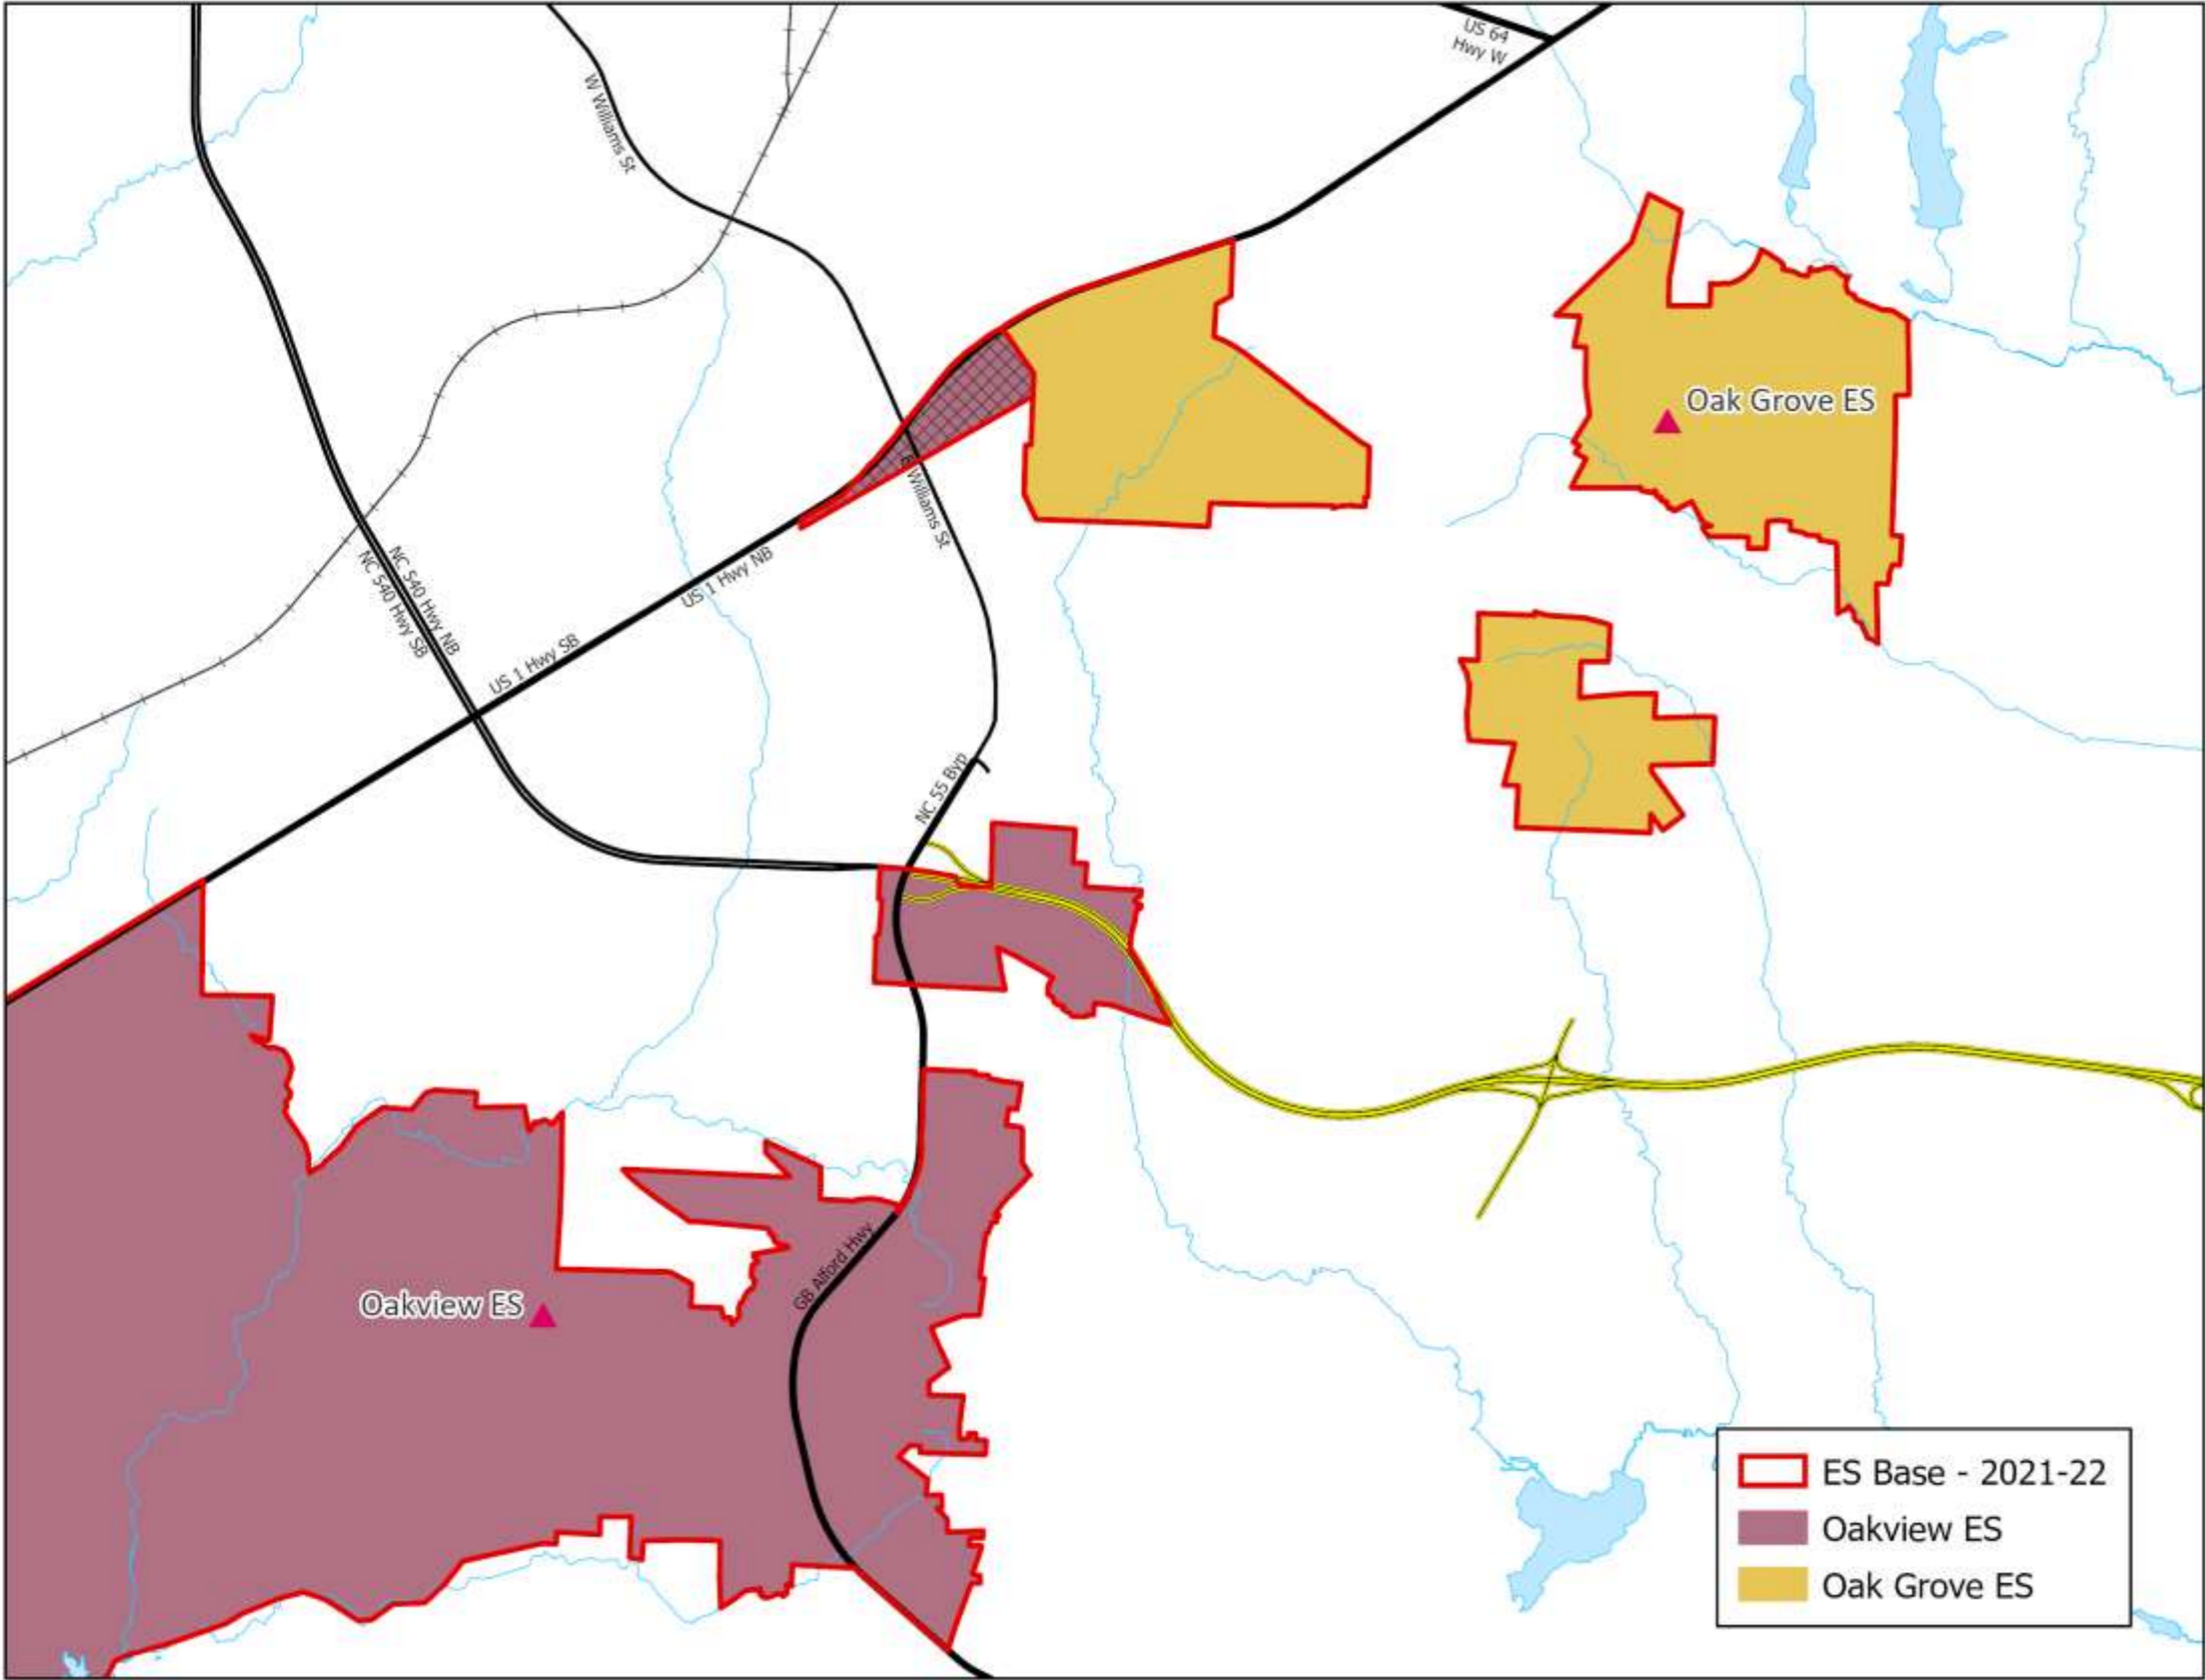 US 64
Hwy W
W Williams St
Oak Grove ES
E Williams St
NC 540 Hwy NB
NC 540 Hwy SB
US 1 Hwy NB
US 1 Hwy SB
NC 55 Byp
GB Alford Hwy
Oakview ES
ES Base - 2021-22
Oakview ES
Oak Grove ES